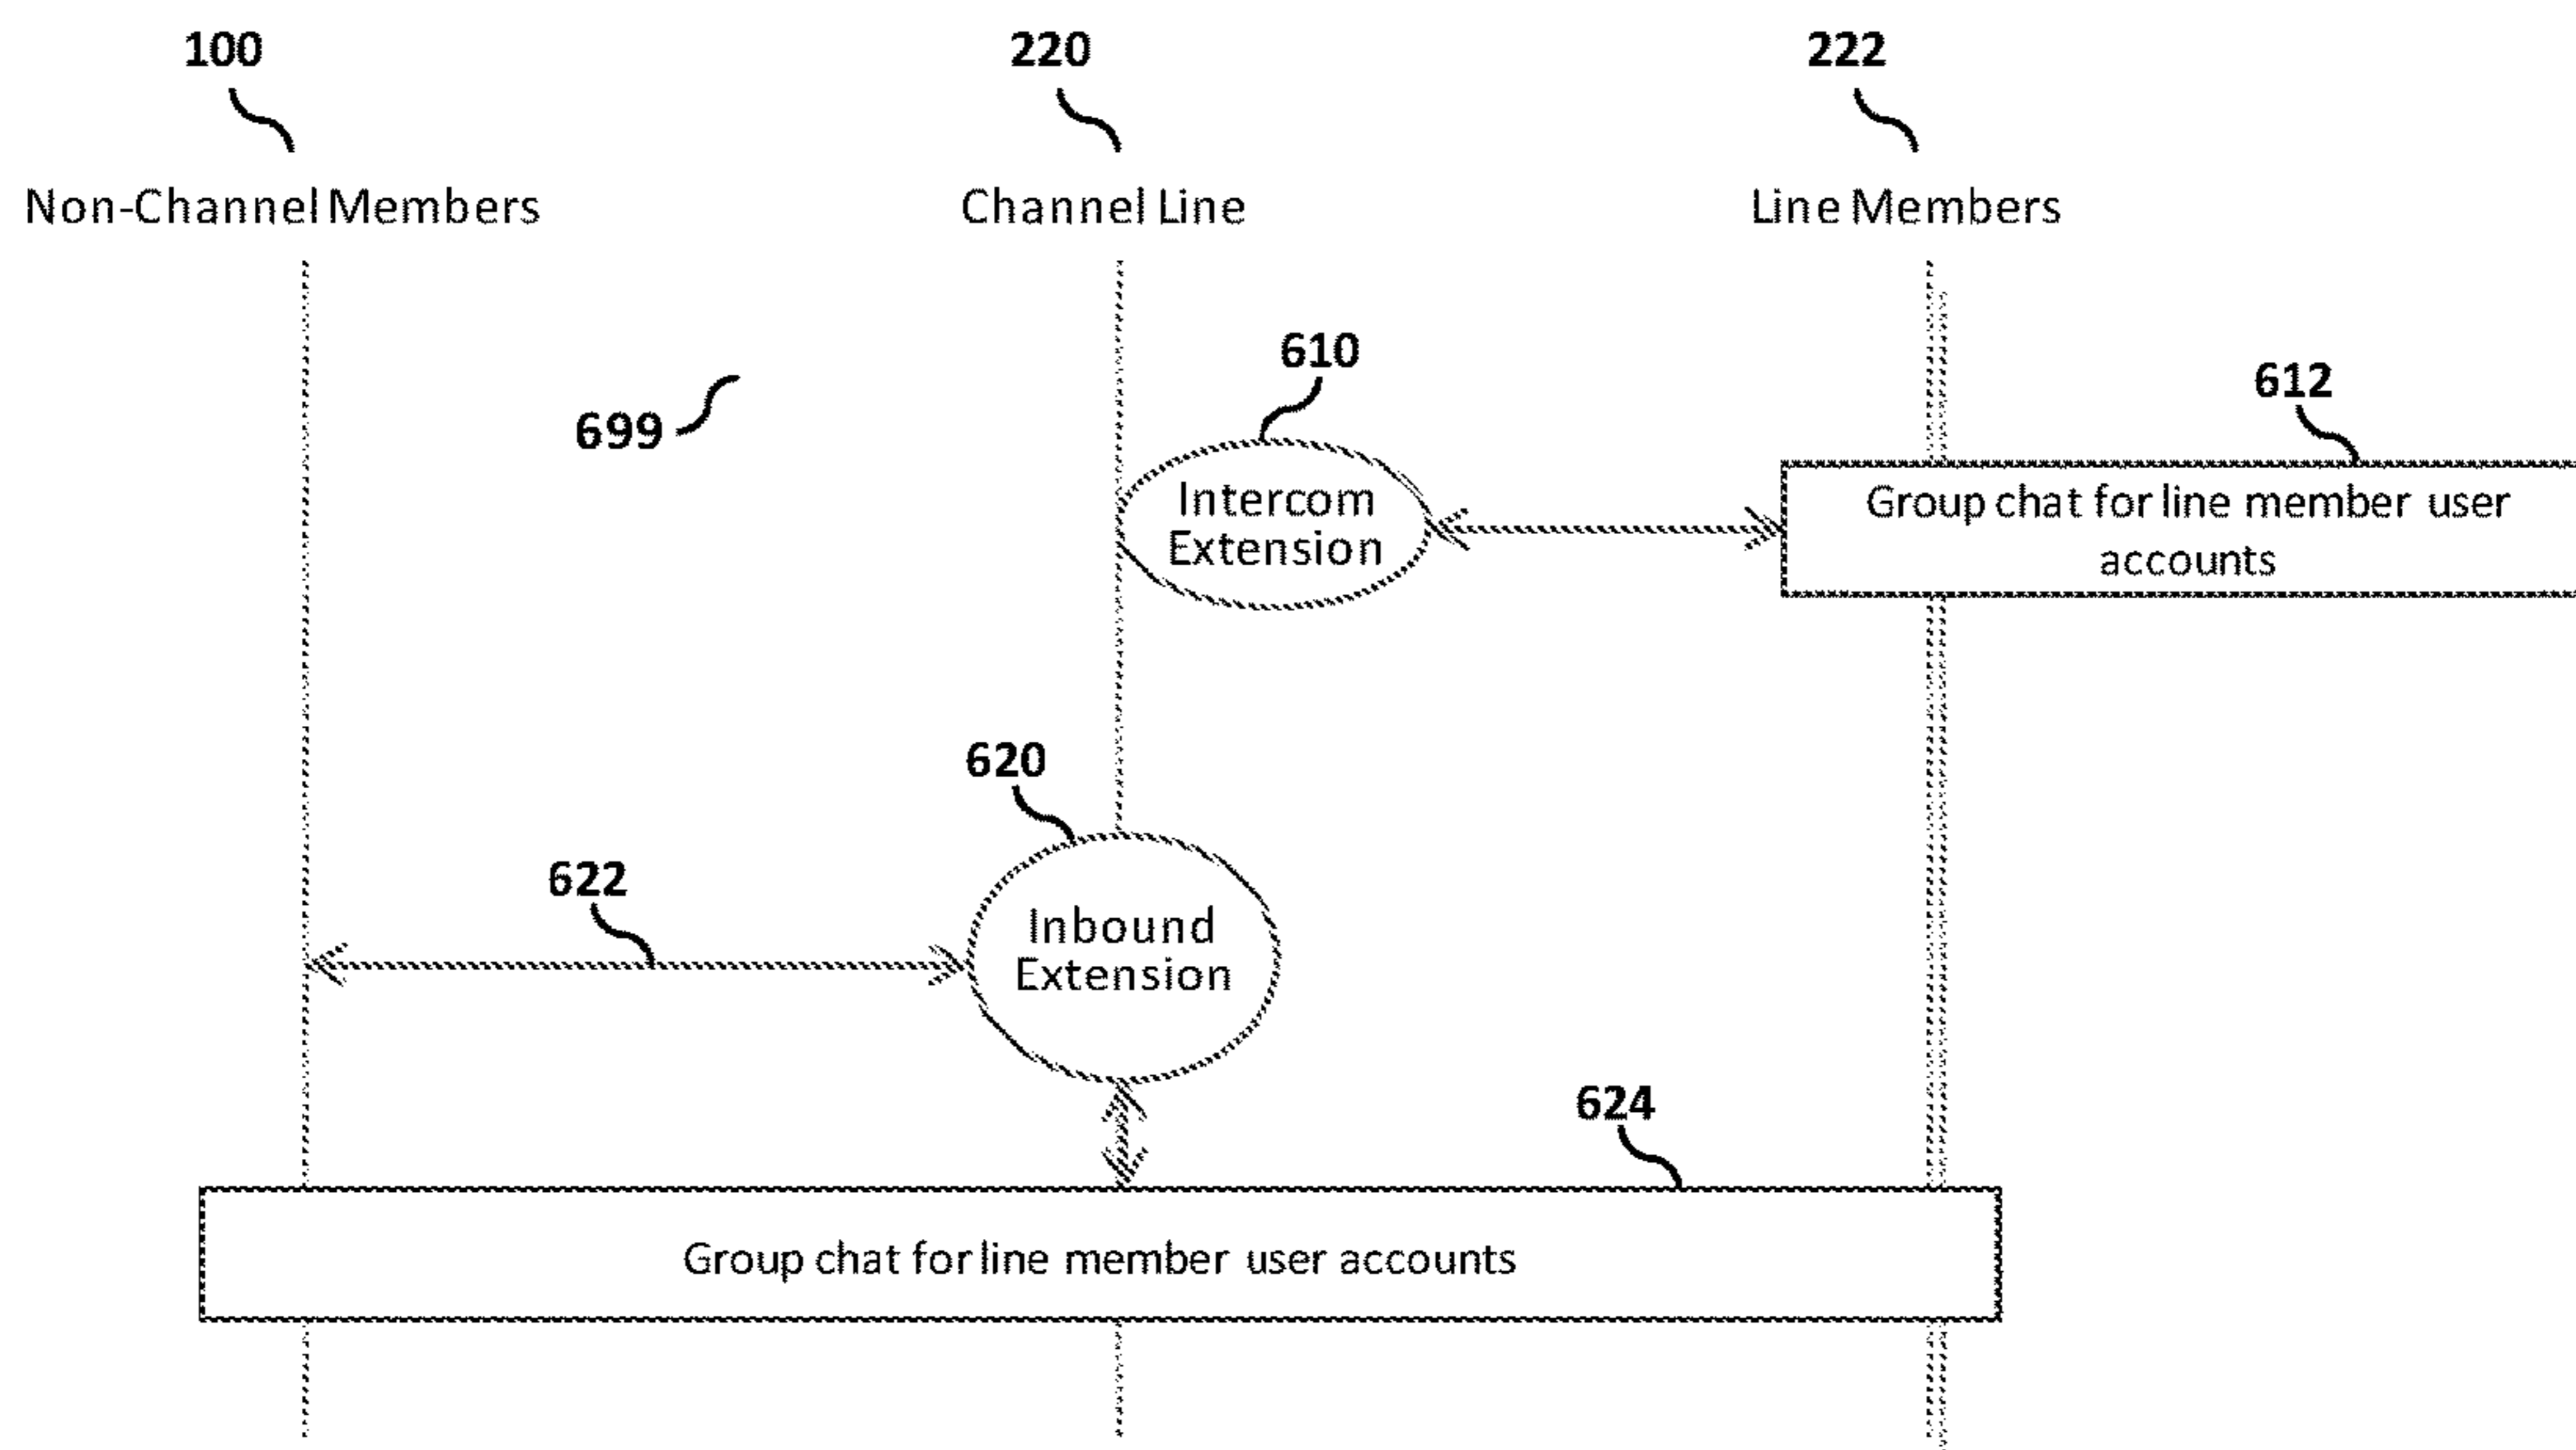 100
220
222
Non-Channel Members
Channel Line
Line Members
610
612
699
Intercom
Extension
Group chat for line member user
accounts
620
622
Inbound
Extension
624
Group chat for line member user accounts